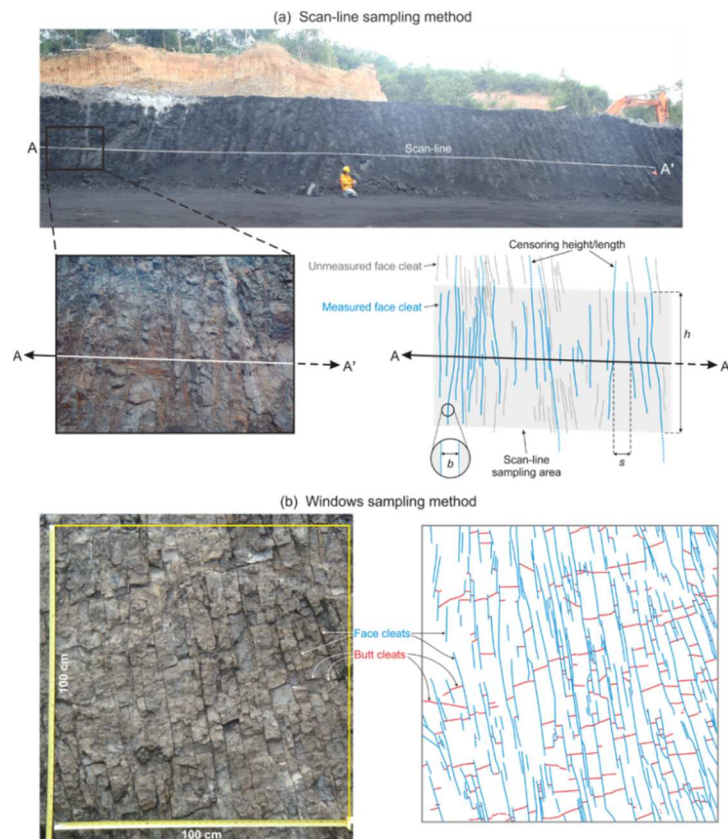 (a) Scan-line sampling method
A
Scan-line
A'
Censoring height/length
Unmeasured face cleat
Measured face cleat
h
A
A'
A
A
b
Scan-line
sampling area
s
(b) Windows sampling method
Face cleats
Butt cleats
100 cm
100 cm